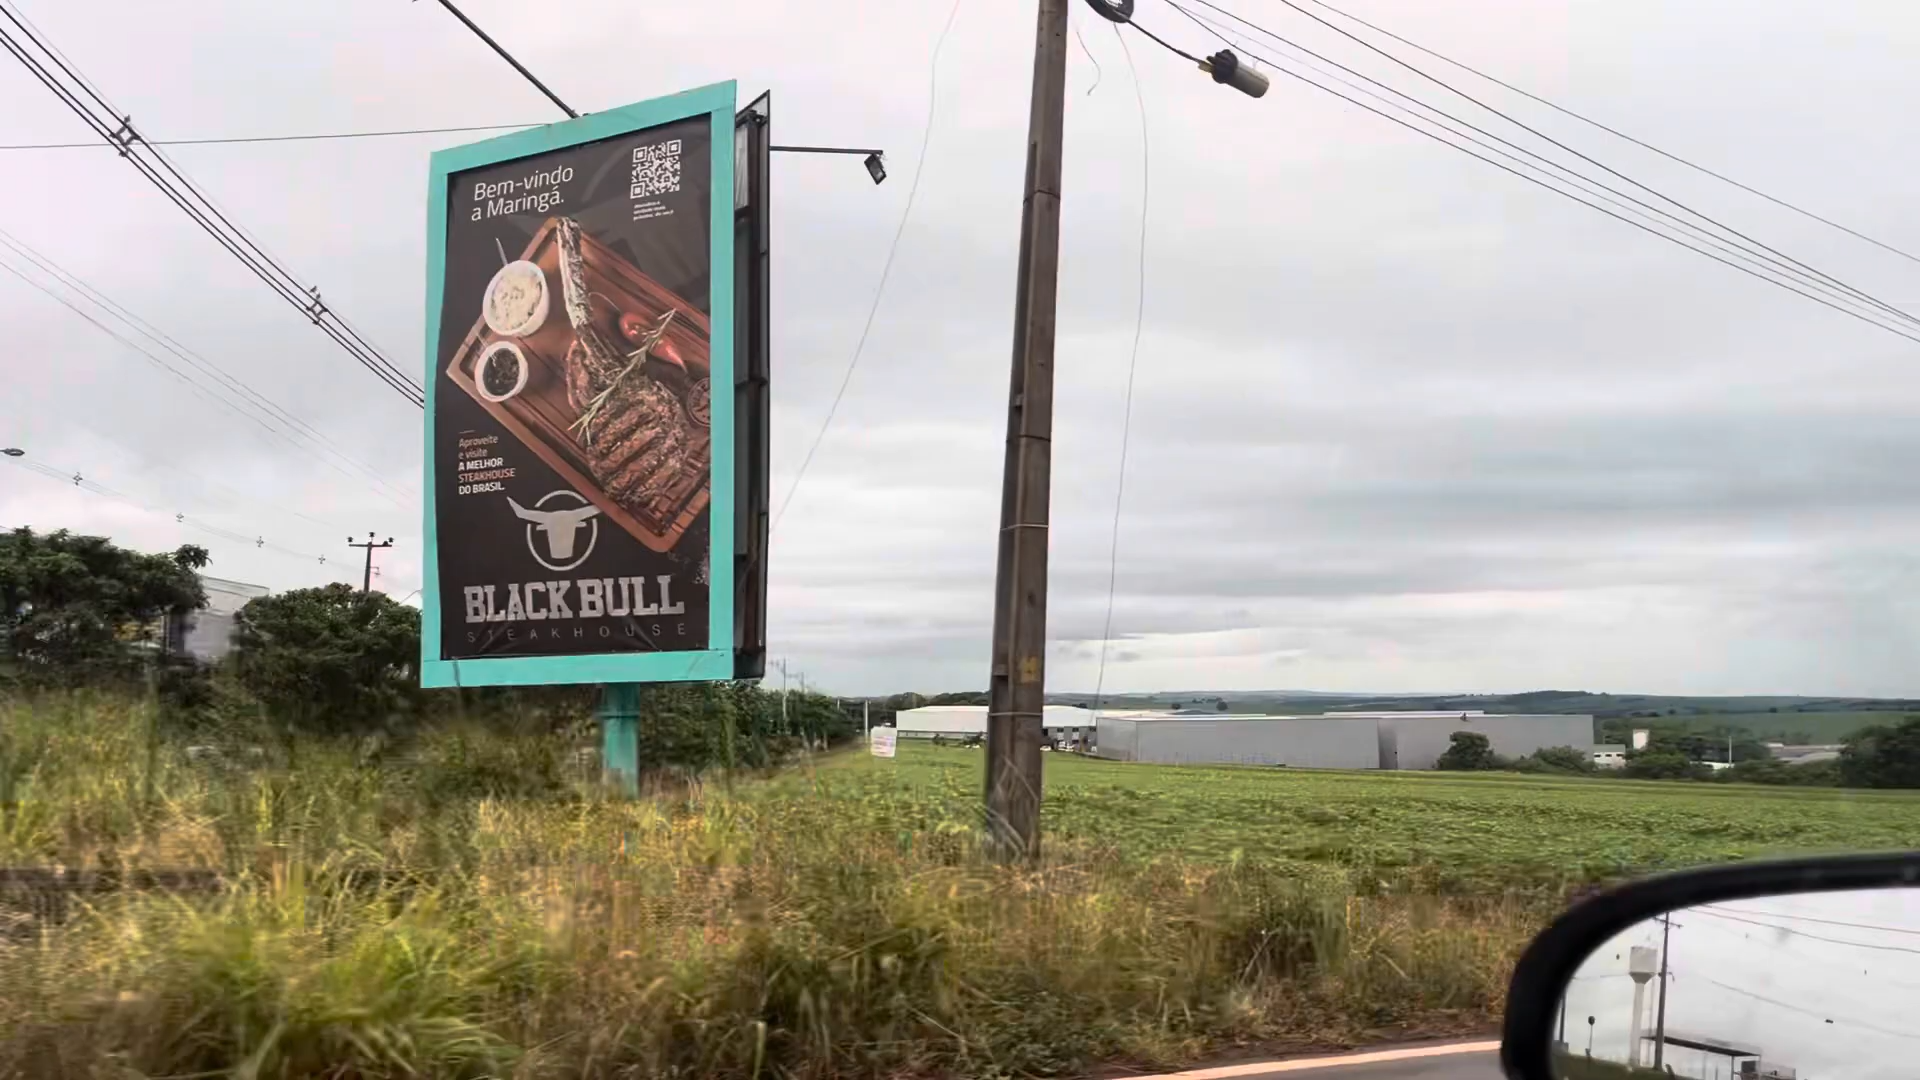 Bem-vindo
a Maringá.
Aproveite
e visite
A MELHOR
STEAKHOUSE
DO BRASIL.
BLACK BULL
STEAKHOUSE